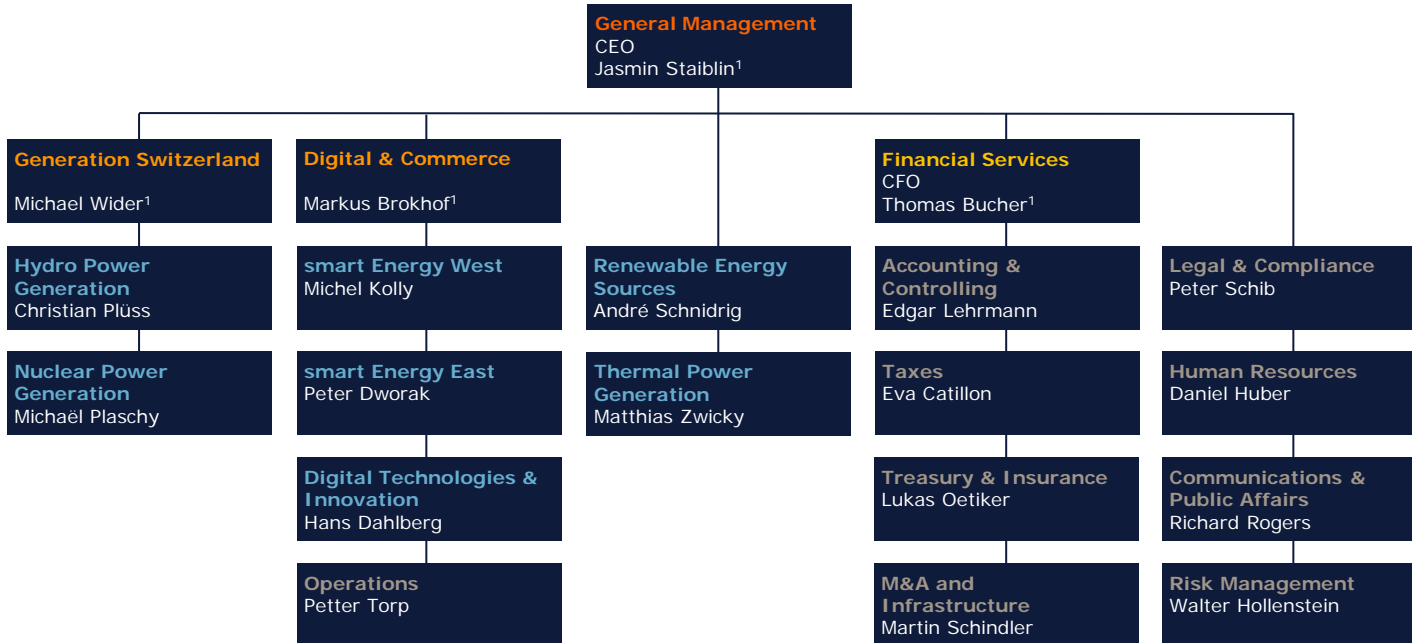 General Management
CEO
Jasmin Staiblin¹
Generation Switzerland
Michael Wider¹
Digital & Commerce
Markus Brokhof¹
Financial Services
CFO
Thomas Bucher¹
Hydro Power
Generation
Christian Plüss
smart Energy West
Michel Kolly
Renewable Energy
Sources
André Schnidrig
Accounting &
Controlling
Edgar Lehrmann
Legal & Compliance
Peter Schib
Nuclear Power
Generation
Michaël Plaschy
smart Energy East
Peter Dworak
Thermal Power
Generation
Matthias Zwicky
Taxes
Eva Catillon
Human Resources
Daniel Huber
Digital Technologies &
Innovation
Hans Dahlberg
Treasury & Insurance
Lukas Oetiker
Communications &
Public Affairs
Richard Rogers
Operations
Petter Torp
M&A and
Infrastructure
Martin Schindler
Risk Management
Walter Hollenstein